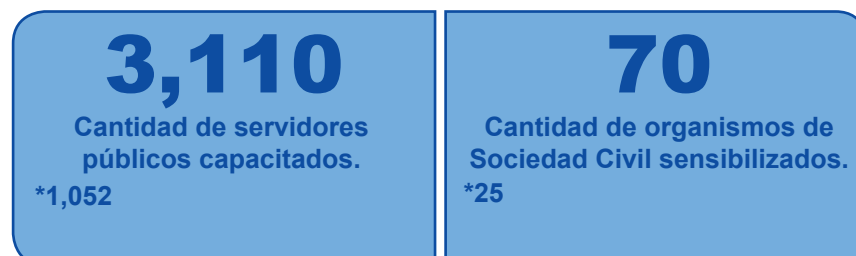 3,110
Cantidad de servidores
públicos capacitados.
*1,052
70
Cantidad de organismos de
Sociedad Civil sensibilizados.
*25